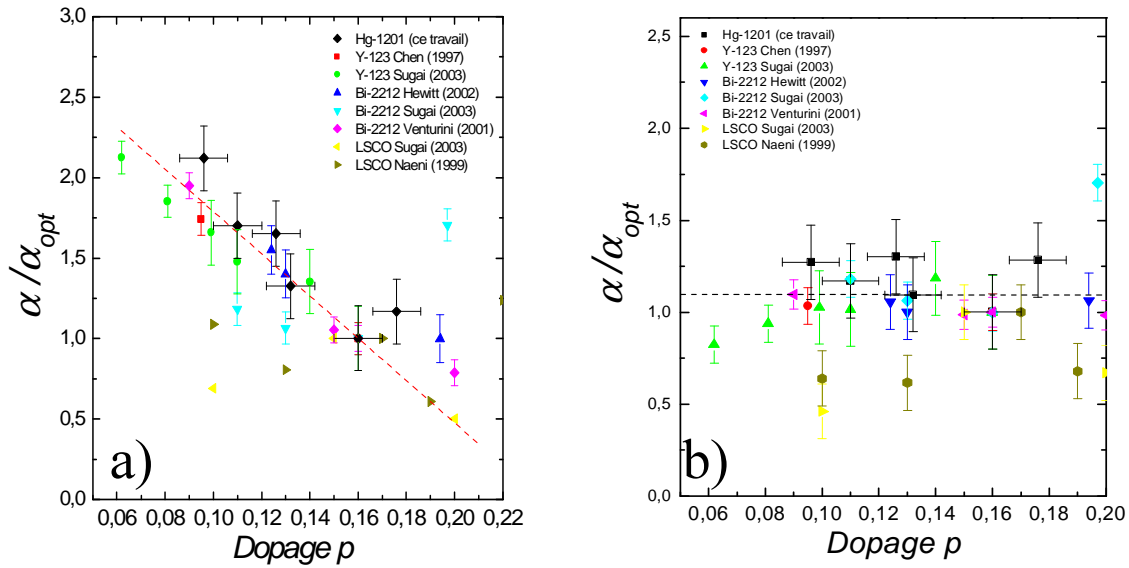 a)
3,0
2,5
2,0
1,5
1,0
0,5
0,0
α/α_opt
0,06 0,08 0,10 0,12 0,14 0,16 0,18 0,20 0,22
Dopage p
Hg-1201 (ce travail)
Y-123 Chen (1997)
Y-123 Sugai (2003)
Bi-2212 Hewitt (2002)
Bi-2212 Sugai (2003)
Bi-2212 Venturini (2001)
LSCO Sugai (2003)
LSCO Naeni (1999)
b)
2,5
2,0
1,5
1,0
0,5
0,0
α/α_opt
0,06 0,08 0,10 0,12 0,14 0,16 0,18 0,20
Dopage p
Hg-1201 (ce travail)
Y-123 Chen (1997)
Y-123 Sugai (2003)
Bi-2212 Hewitt (2002)
Bi-2212 Sugai (2003)
Bi-2212 Venturini (2001)
LSCO Sugai (2003)
LSCO Naeni (1999)